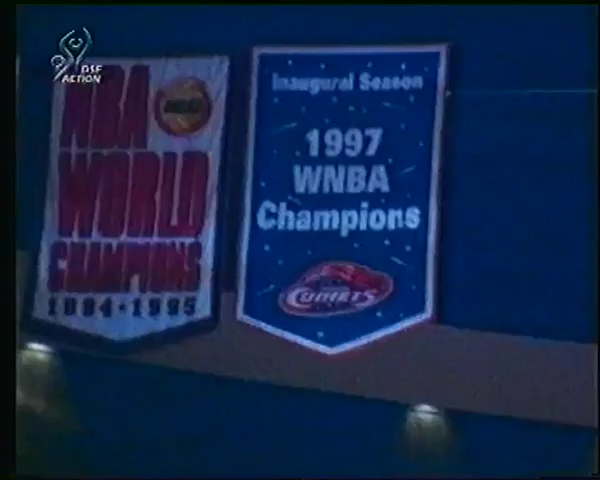 DSF
ACTION
NBA
WORLD
CHAMPIONS
1994-1995
Inaugural Season
1997
WNBA
Champions
COMETS